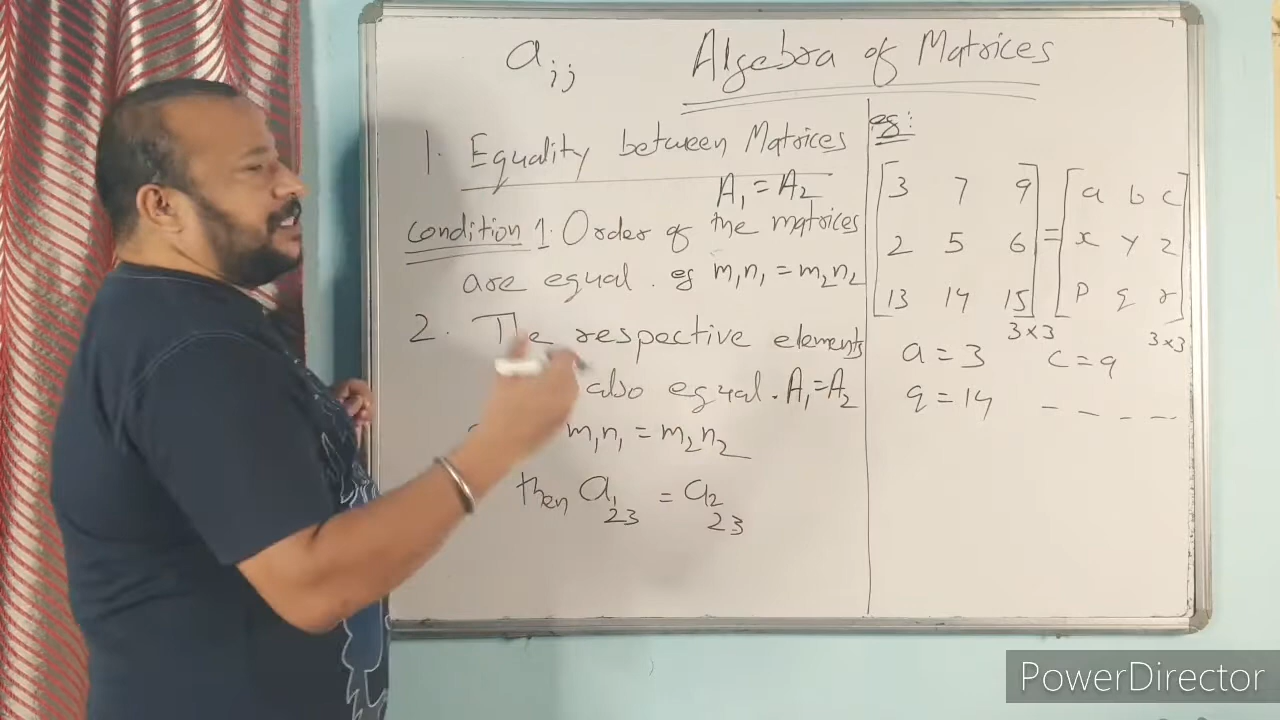 aij
Algebra of Matrices
1. Equality between Matrices
A1 = A2
Condition 1. Order of the matrices
are equal. eg m1n1 = m2n2
2. The respective elements
also equal. A1 = A2
m1n1 = m2n2
then a1 23 = a2 23
eg:
[3 7 9] = [a b c]
[2 5 6] [x y z]
[13 14 15] 3×3 [p q r] 3×3
a = 3 c = 9
q = 14 - - - -
PowerDirector